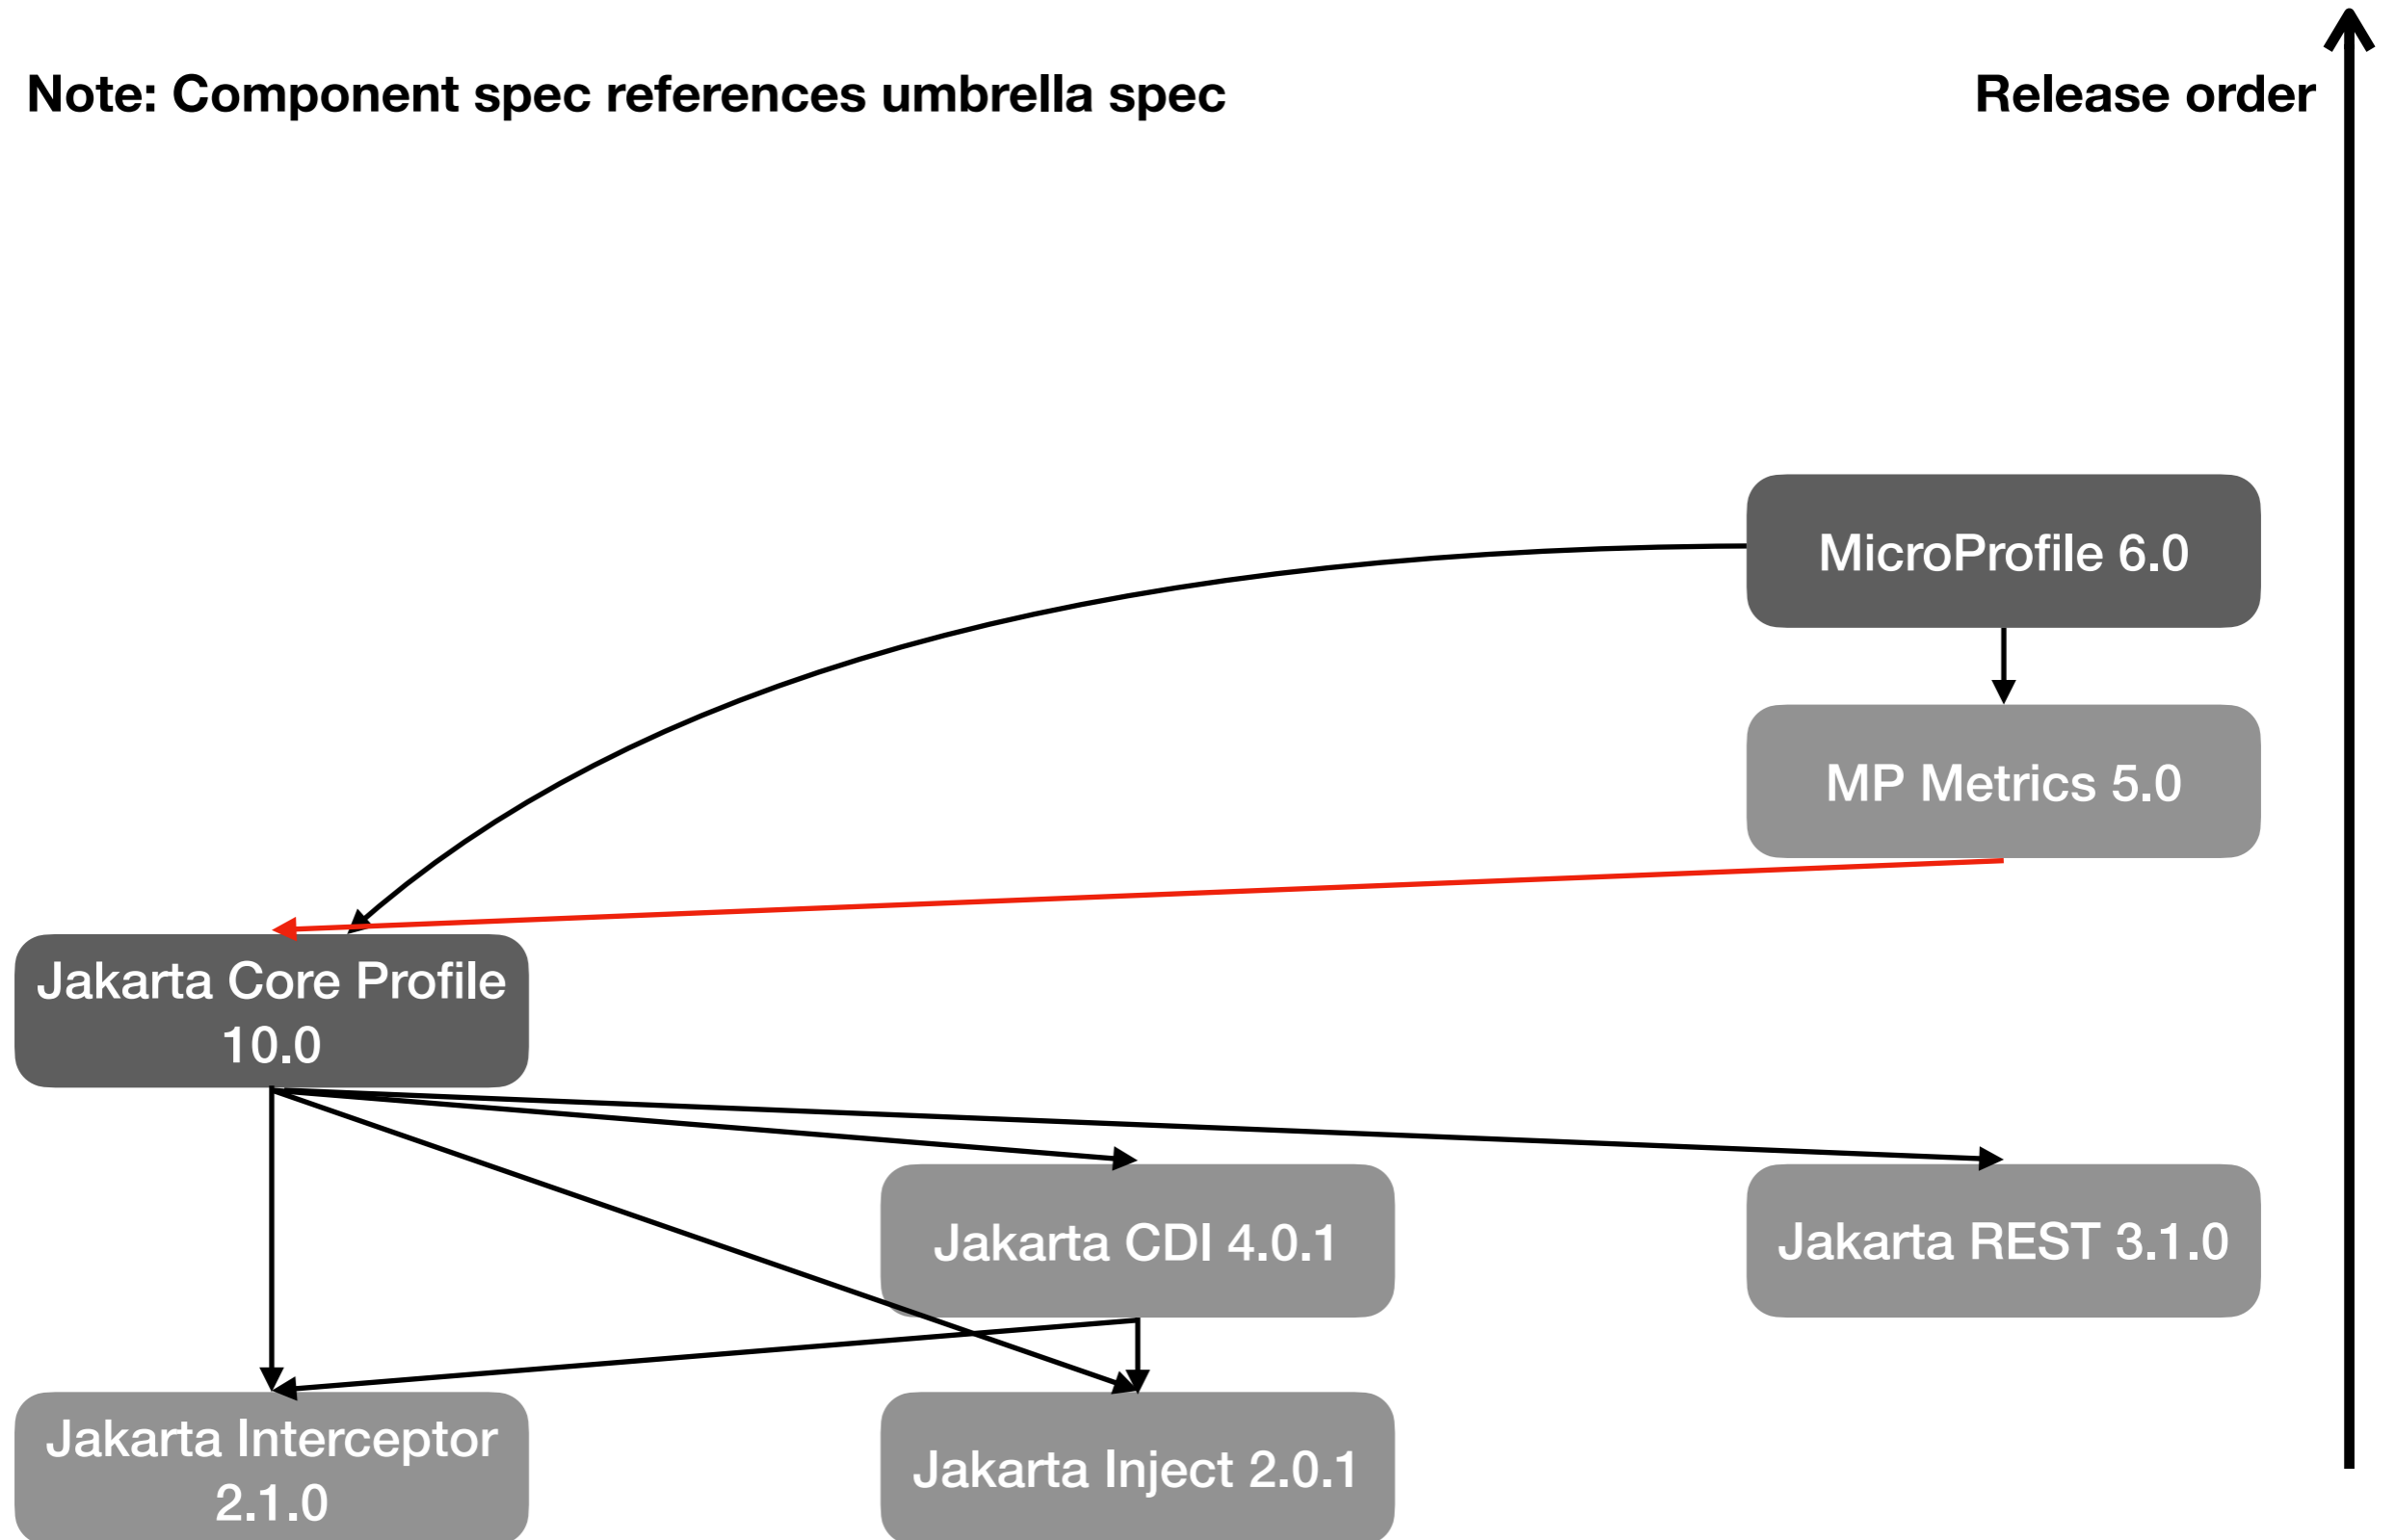 Note: Component spec references umbrella spec
Release order
MicroProfile 6.0
MP Metrics 5.0
Jakarta Core Profile
10.0
Jakarta CDI 4.0.1
Jakarta REST 3.1.0
Jakarta Interceptor
2.1.0
Jakarta Inject 2.0.1